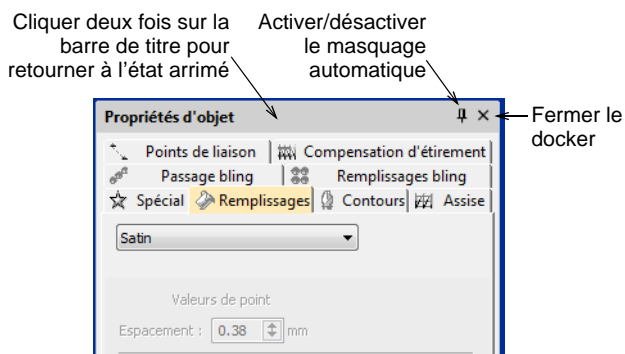 Cliquer deux fois sur la
barre de titre pour
retourner à l'état arrimé
Activer/désactiver
le masquage
automatique
Fermer le
docker
Propriétés d'objet
Points de liaison
Compensation d'étirement
Passage bling
Remplissages bling
Spécial
Remplissages
Contours
Assise
Satin
Valeurs de point
Espacement :
0.38
mm